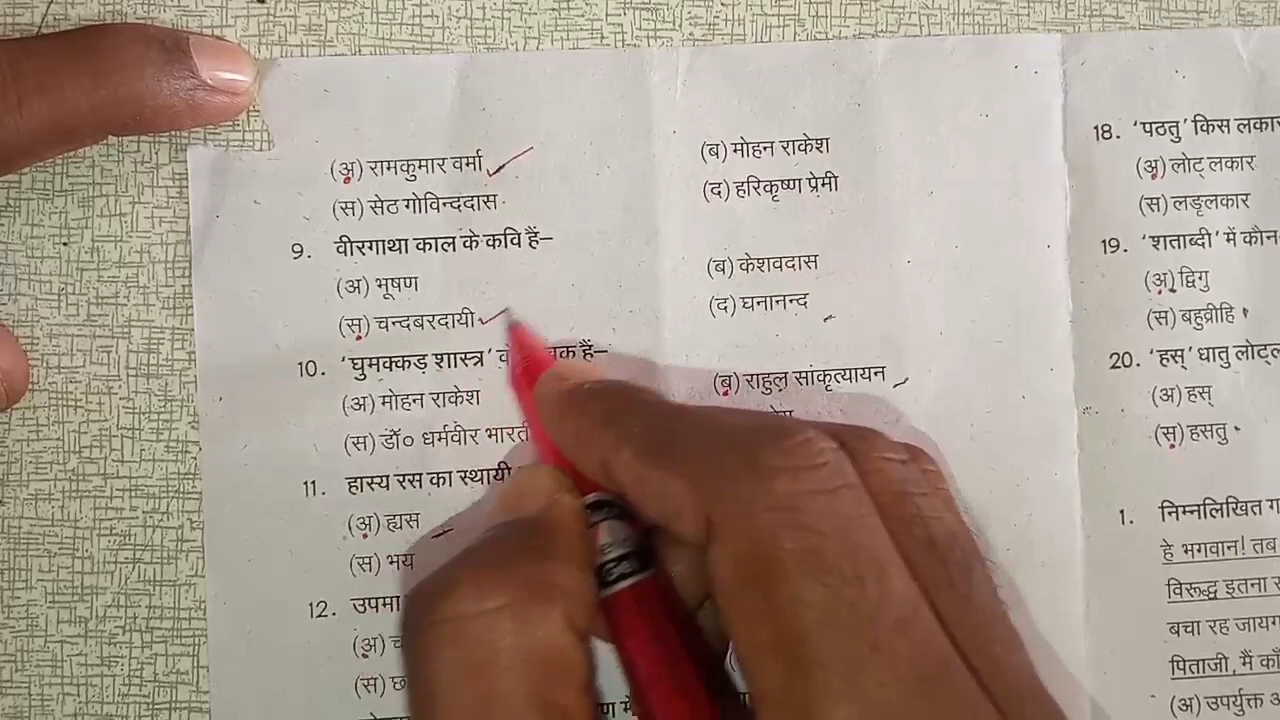 (अ) रामकुमार वर्मा
(ब) मोहन राकेश
(स) सेठ गोविन्ददास
(द) हरिकृष्ण प्रेमी
9. वीरगाथा काल के कवि हैं–
(अ) भूषण
(ब) केशवदास
(स) चन्दबरदायी
(द) घनानन्द
10. 'घुमक्कड़ शास्त्र' हैं–
(अ) मोहन राकेश
(ब) राहुल सांकृत्यायन
(स) डॉ० धर्मवीर भारती
11. हास्य रस का स्थायी
(अ) ह्यस
(स) भय
12. उपमा
(अ)
(स)
18. 'पठतु' किस लकार
(अ) लोट् लकार
(स) लङ्लकार
19. 'शताब्दी' में कौन
(अ) द्विगु
(स) बहुव्रीहि
20. 'हस्' धातु लोट्ल
(अ) हस्
(स) हसतु
1. निम्नलिखित ग
हे भगवान! तब
विरूद्ध इतना
बचा रह जायग
पिताजी, मैं काँ
(अ) उपर्युक्त